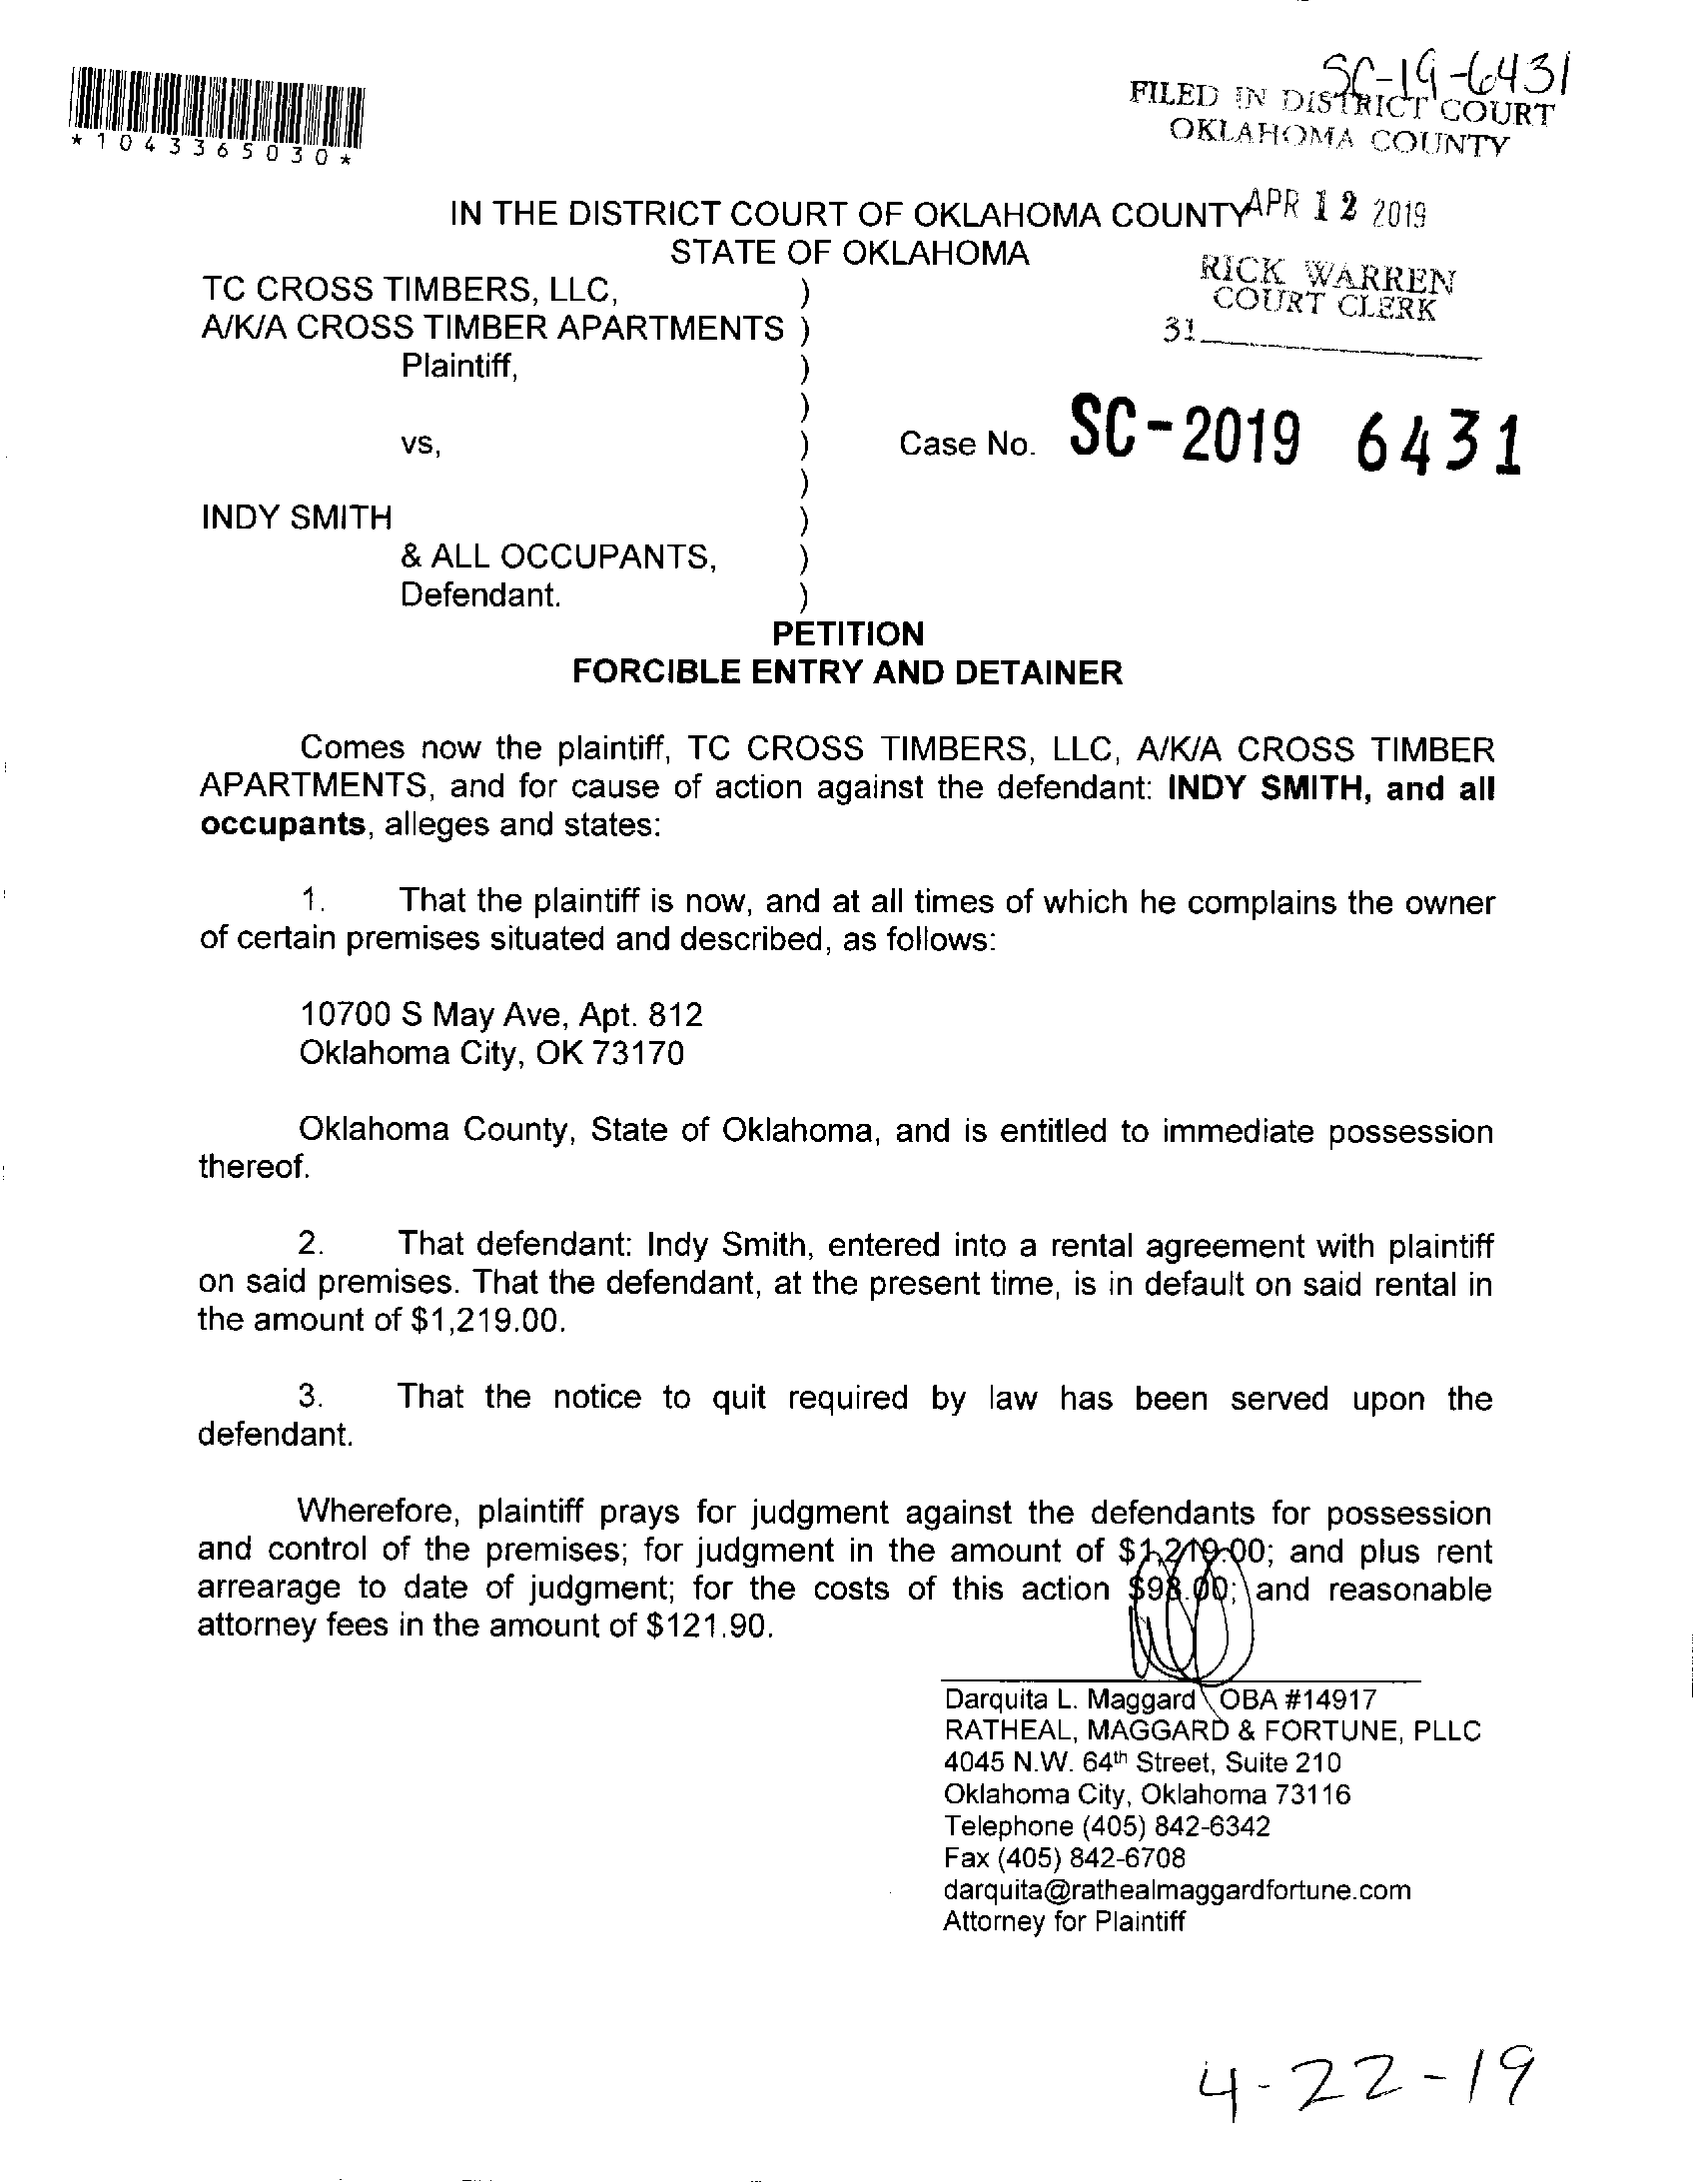 SC-19-6431
FILED IN DISTRICT COURT
OKLAHOMA COUNTY
*1043365030*
IN THE DISTRICT COURT OF OKLAHOMA COUNTY APR 12 2019
STATE OF OKLAHOMA
RICK WARREN
COURT CLERK
31
TC CROSS TIMBERS, LLC, )
A/K/A CROSS TIMBER APARTMENTS )
Plaintiff, )
)
vs, ) Case No. SC-2019 6431
)
INDY SMITH )
& ALL OCCUPANTS, )
Defendant. )
PETITION
FORCIBLE ENTRY AND DETAINER
Comes now the plaintiff, TC CROSS TIMBERS, LLC, A/K/A CROSS TIMBER
APARTMENTS, and for cause of action against the defendant: INDY SMITH, and all
occupants, alleges and states:
1. That the plaintiff is now, and at all times of which he complains the owner
of certain premises situated and described, as follows:
10700 S May Ave, Apt. 812
Oklahoma City, OK 73170
Oklahoma County, State of Oklahoma, and is entitled to immediate possession
thereof.
2. That defendant: Indy Smith, entered into a rental agreement with plaintiff
on said premises. That the defendant, at the present time, is in default on said rental in
the amount of $1,219.00.
3. That the notice to quit required by law has been served upon the
defendant.
Wherefore, plaintiff prays for judgment against the defendants for possession
and control of the premises; for judgment in the amount of $1,219.00; and plus rent
arrearage to date of judgment; for the costs of this action $98.00; and reasonable
attorney fees in the amount of $121.90.
Darquita L. Maggard OBA #14917
RATHEAL, MAGGARD & FORTUNE, PLLC
4045 N.W. 64th Street, Suite 210
Oklahoma City, Oklahoma 73116
Telephone (405) 842-6342
Fax (405) 842-6708
darquita@rathealmaggardfortune.com
Attorney for Plaintiff
4-22-19